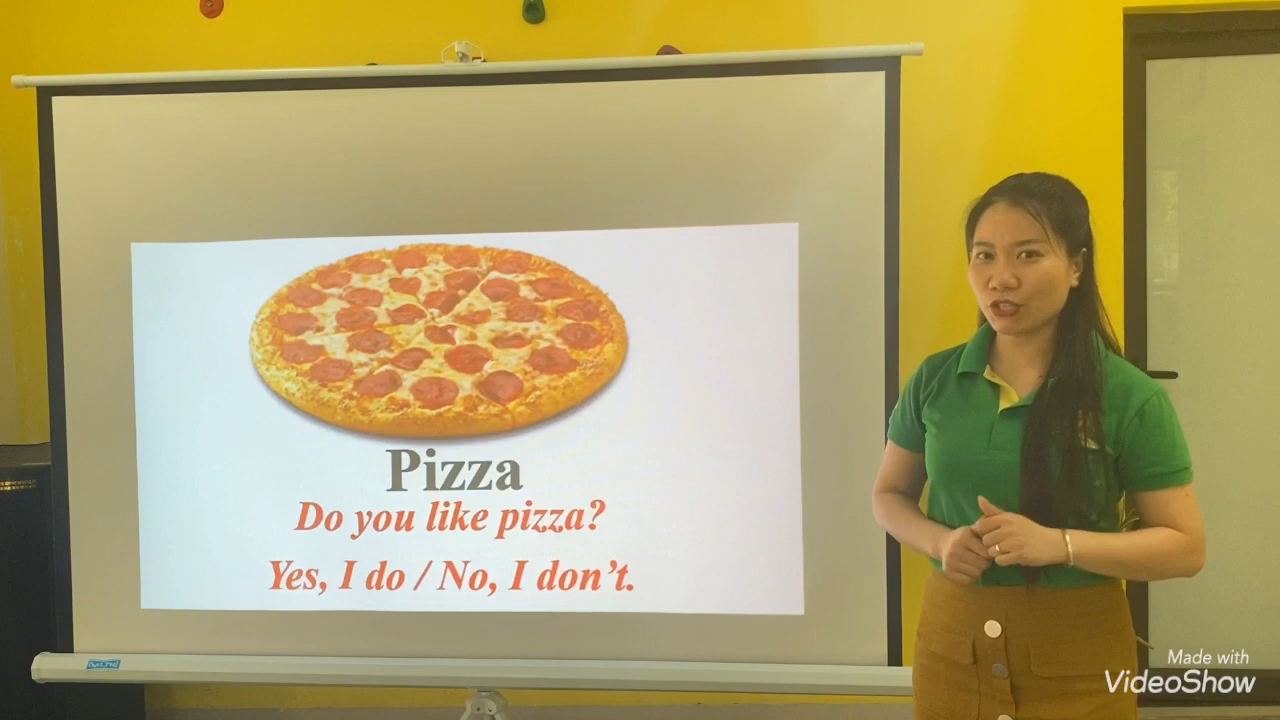 Pizza
Do you like pizza?
Yes, I do / No, I don't.
Made with
VideoShow